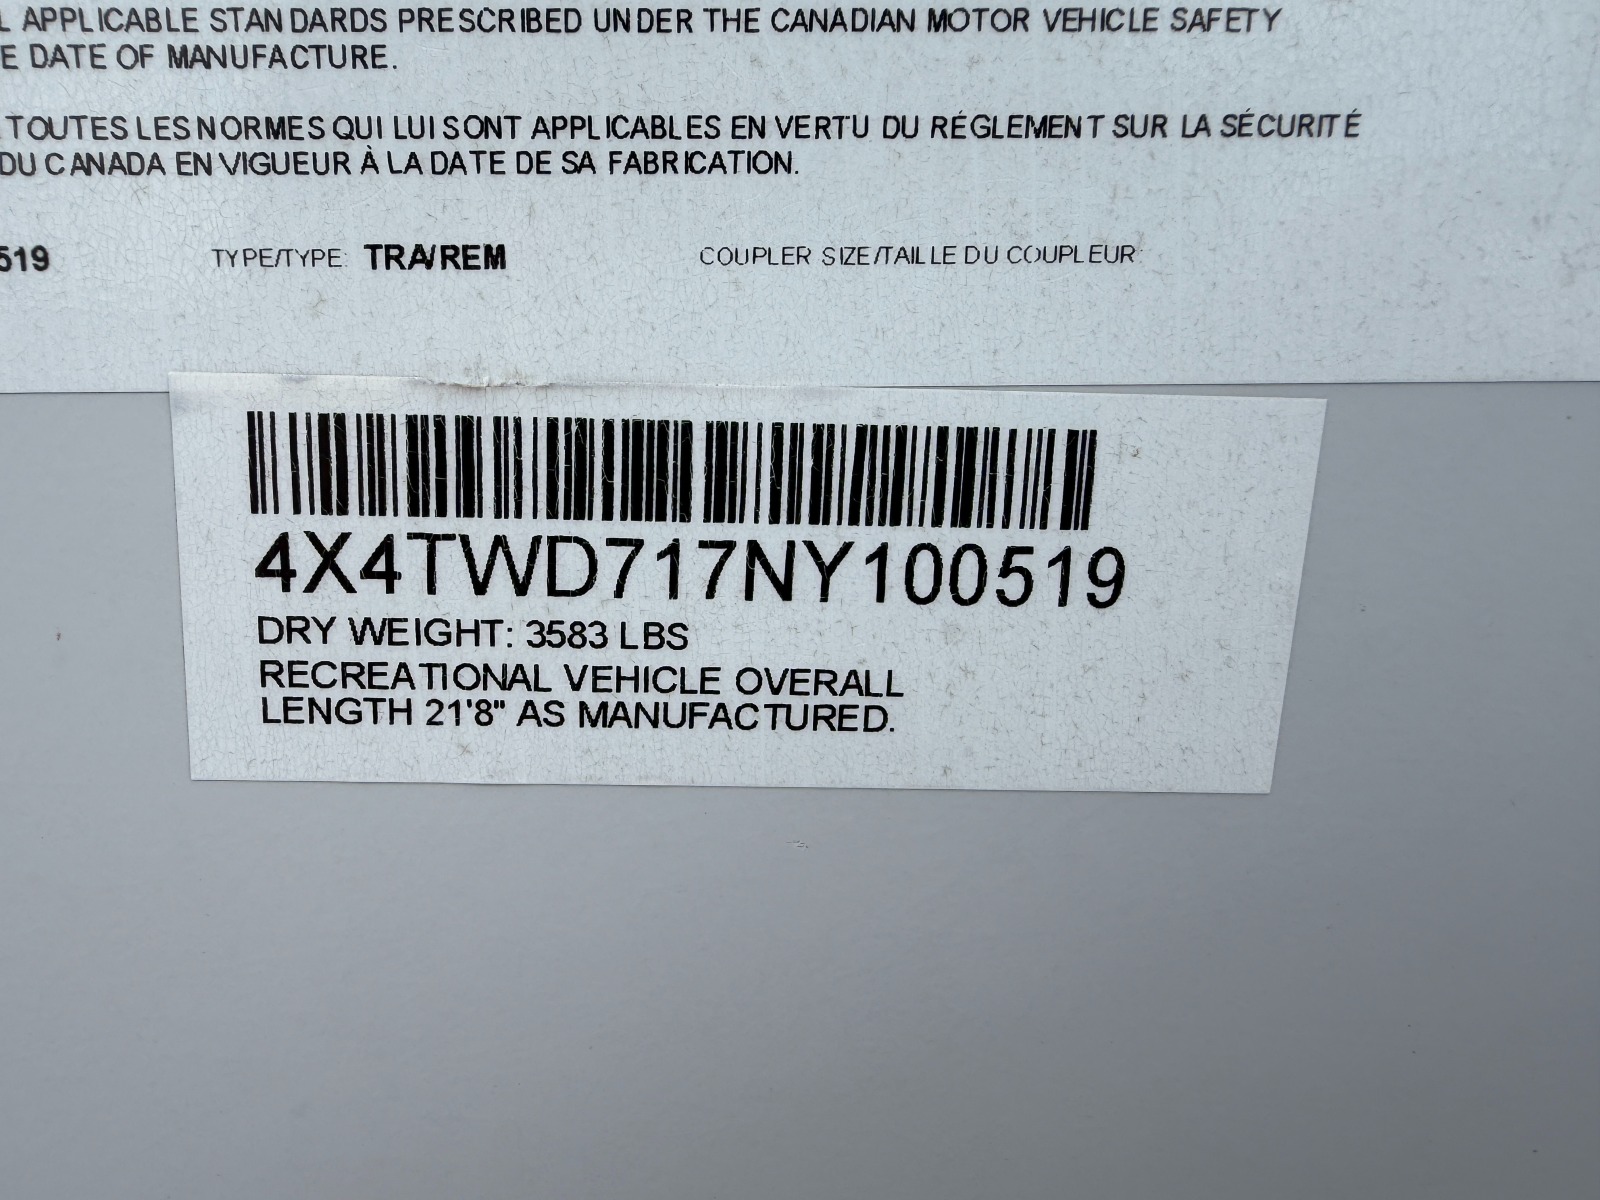 L APPLICABLE STANDARDS PRESCRIBED UNDER THE CANADIAN MOTOR VEHICLE SAFETY
E DATE OF MANUFACTURE.
TOUTES LES NORMES QUI LUI SONT APPLICABLES EN VERTU DU RÉGLEMENT SUR LA SÉCURITÉ
DU CANADA EN VIGUEUR À LA DATE DE SA FABRICATION.
519 TYPE/TYPE: TRA/REM COUPLER SIZE/TAILLE DU COUPLEUR:
4X4TWD717NY100519
DRY WEIGHT: 3583 LBS
RECREATIONAL VEHICLE OVERALL
LENGTH 21'8" AS MANUFACTURED.